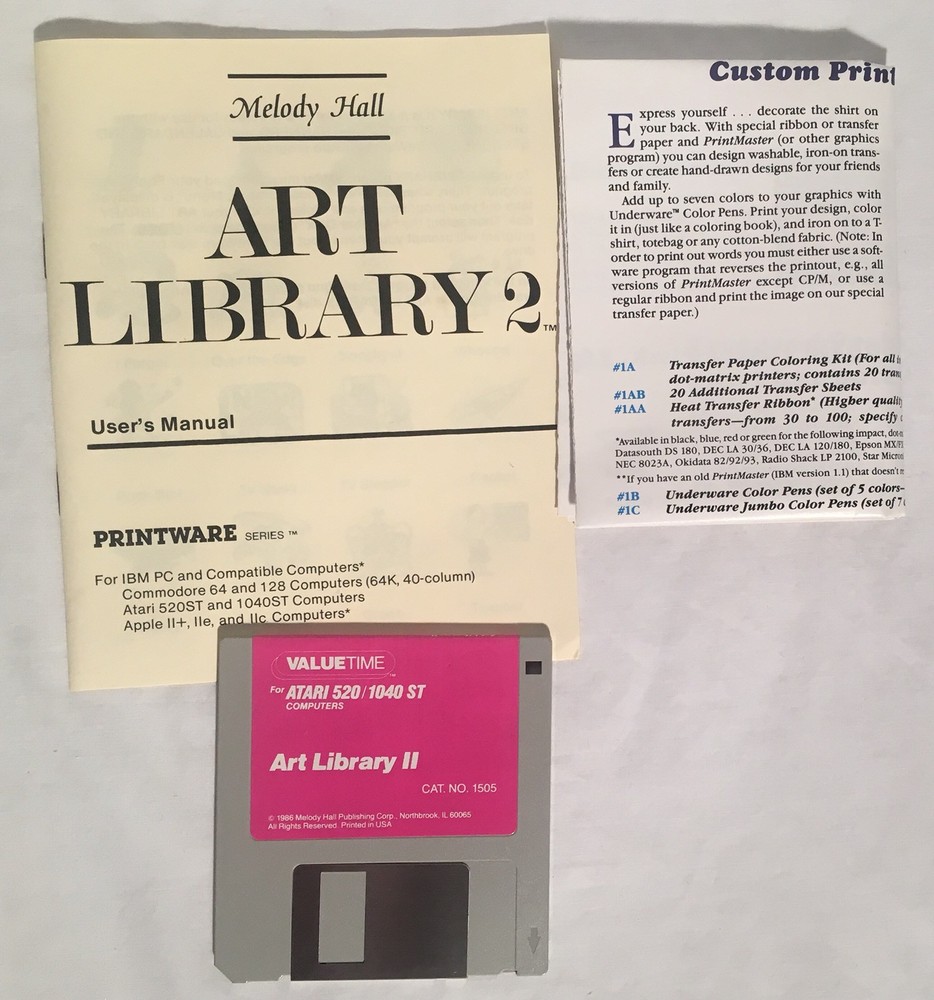 Melody Hall
ART
LIBRARY 2™
User's Manual
PRINTWARE SERIES™
For IBM PC and Compatible Computers*
Commodore 64 and 128 Computers (64K, 40-column)
Atari 520ST and 1040ST Computers
Apple II+, IIe, and IIc Computers*
Custom Print
Express yourself . . . decorate the shirt on
your back. With special ribbon or transfer
paper and PrintMaster (or other graphics
program) you can design washable, iron-on trans-
fers or create hand-drawn designs for your friends
and family.
Add up to seven colors to your graphics with
Underware™ Color Pens. Print your design, color
it in (just like a coloring book), and iron on to a T-
shirt, totebag or any cotton-blend fabric. (Note: In
order to print out words you must either use a soft-
ware program that reverses the printout, e.g., all
versions of PrintMaster except CP/M, or use a
regular ribbon and print the image on our special
transfer paper.)
#1A Transfer Paper Coloring Kit (For all
dot-matrix printers; contains 20
#1AB 20 Additional Transfer Sheets
#1AA Heat Transfer Ribbon* (Higher
transfers—from 30 to 100; specify
*Available in black, blue, red or green for the following impact,
Datasouth DS 180, DEC LA 30/36, DEC LA 120/180, Epson
NEC 8023A, Okidata 82/92/93, Radio Shack LP 2100, Star
**If you have an old PrintMaster (IBM version 1.1) that doesn't
#1B Underware Color Pens (set of 5 colors–
#1C Underware Jumbo Color Pens (set of 7
VALUETIME™
For ATARI 520/1040 ST
COMPUTERS
Art Library II
CAT. NO. 1505
© 1986 Melody Hall Publishing Corp., Northbrook, IL 60065
All Rights Reserved. Printed in USA